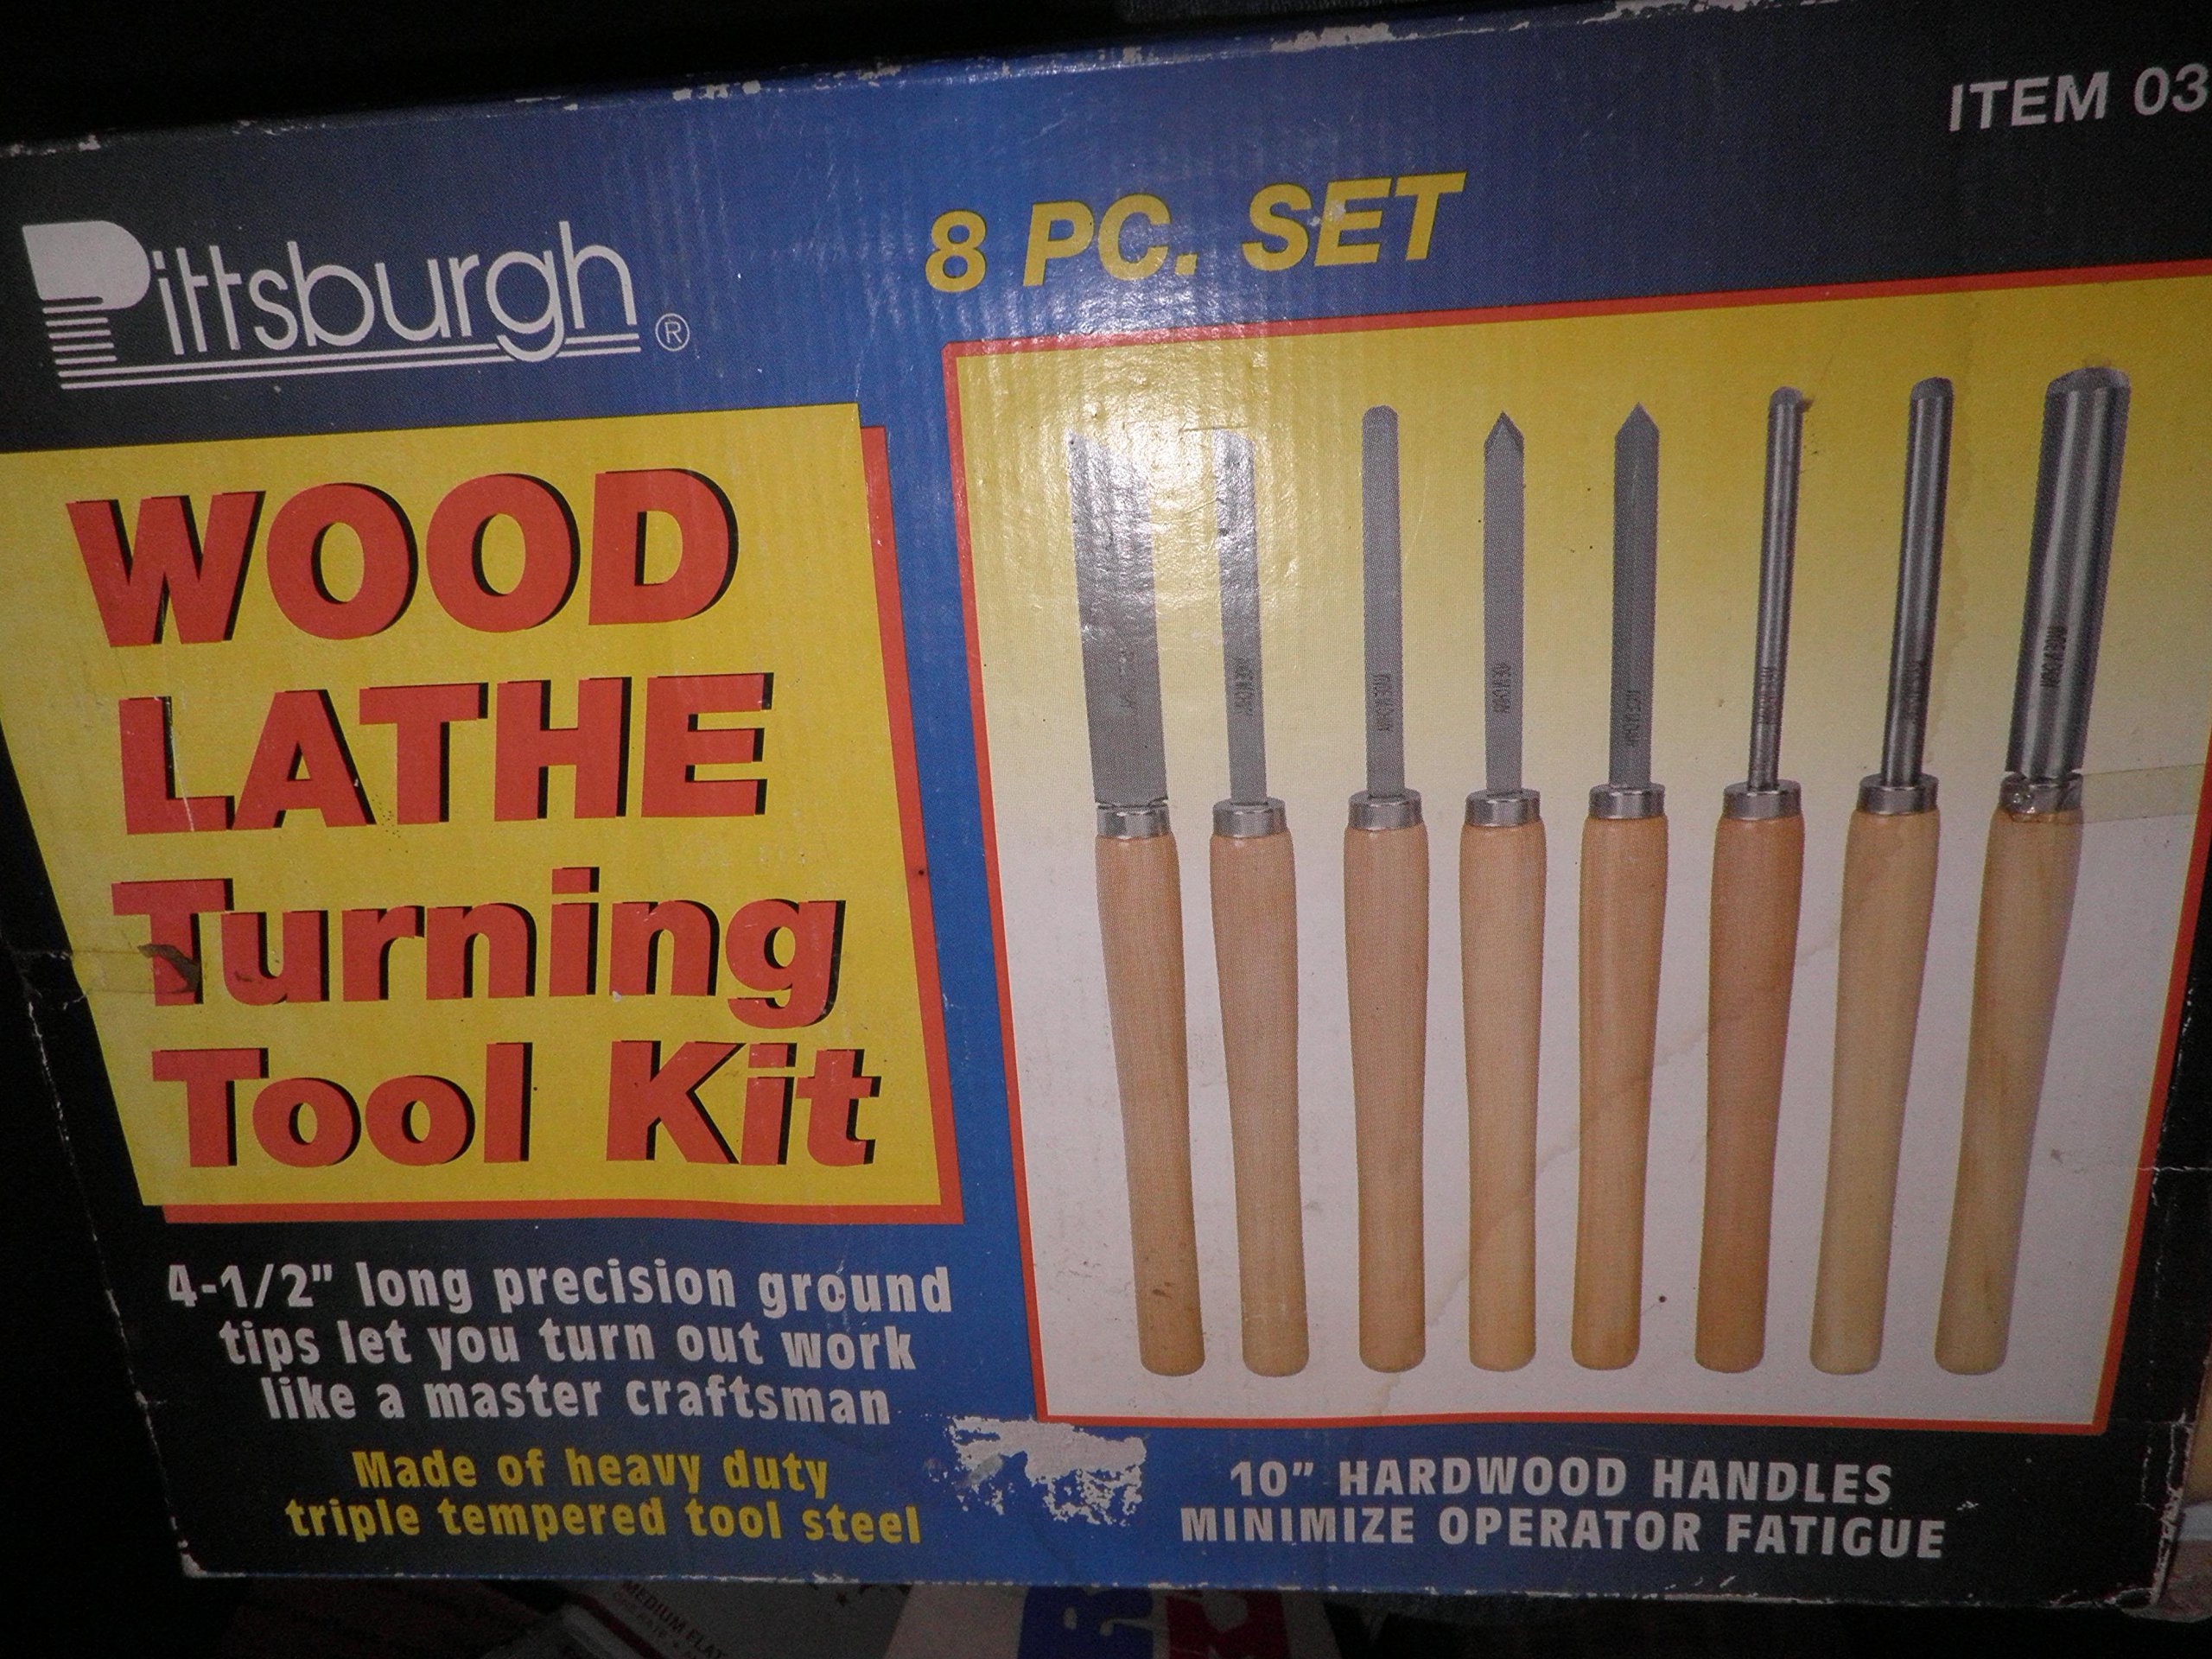 ITEM 03
Pittsburgh®
8 PC. SET
WOOD
LATHE
Turning
Tool Kit
4-1/2" long precision ground
tips let you turn out work
like a master craftsman
Made of heavy duty
triple tempered tool steel
10" HARDWOOD HANDLES
MINIMIZE OPERATOR FATIGUE
MEDIUM FLAT